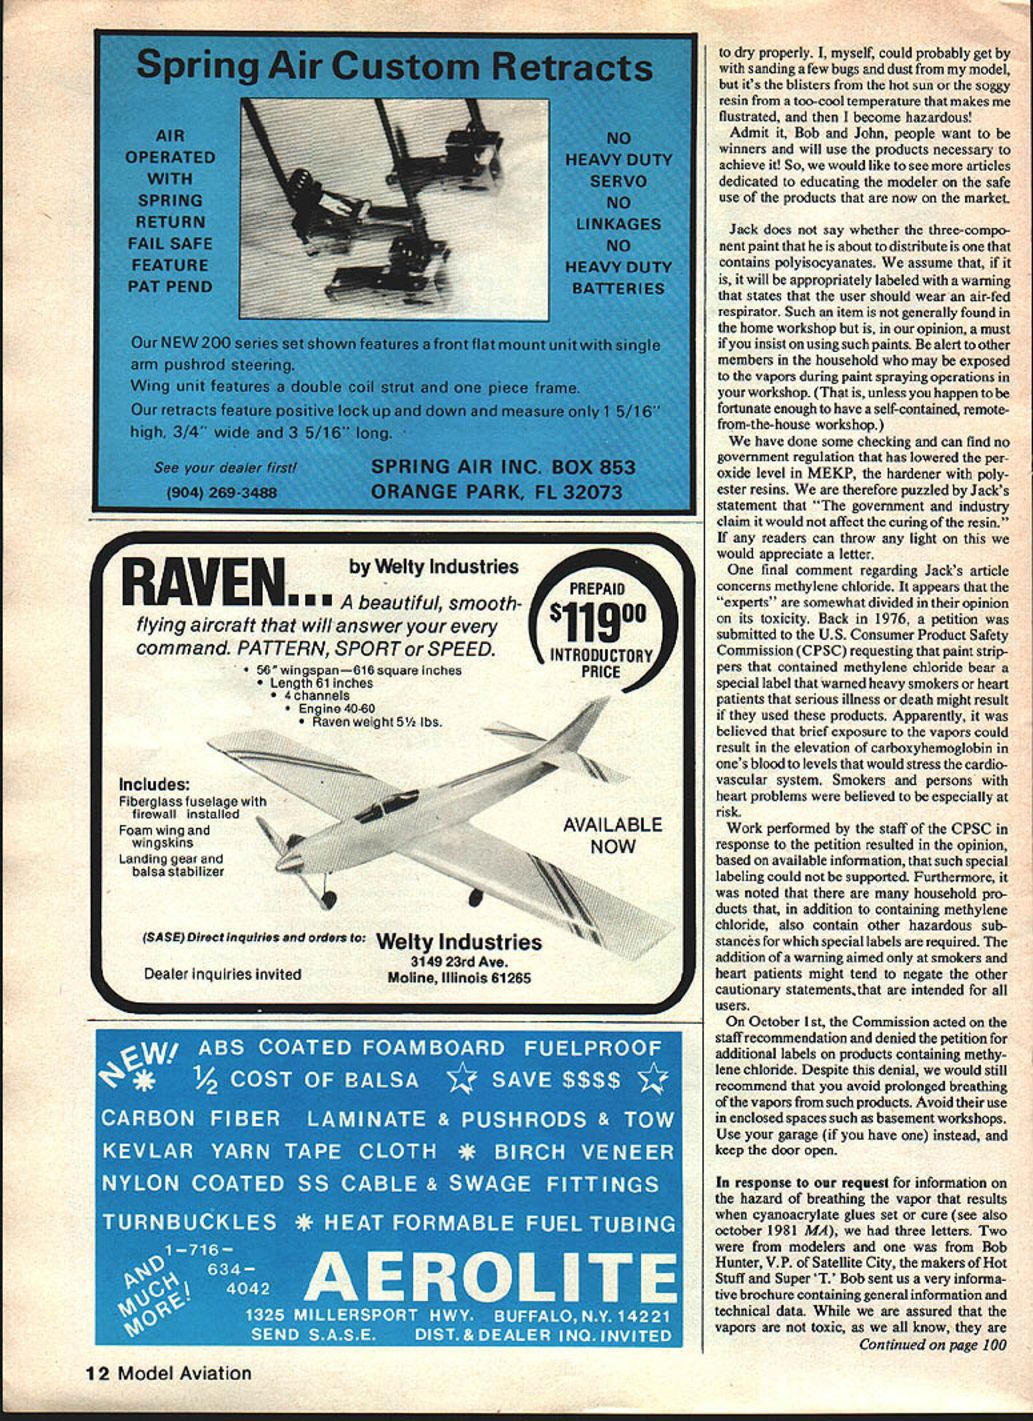 Spring Air Custom Retracts
AIR
OPERATED
WITH
SPRING
RETURN
FAIL SAFE
FEATURE
PAT PEND
NO
HEAVY DUTY
SERVO
NO
LINKAGES
NO
HEAVY DUTY
BATTERIES
Our NEW 200 series set shown features a front flat mount unit with single
arm pushrod steering.
Wing unit features a double coil strut and one piece frame.
Our retracts feature positive lock up and down and measure only 1 5/16"
high, 3/4" wide and 3 5/16" long.
See your dealer first!
(904) 269-3488
SPRING AIR INC. BOX 853
ORANGE PARK, FL 32073
RAVEN... by Welty Industries
A beautiful, smooth-
flying aircraft that will answer your every
command. PATTERN, SPORT or SPEED.
PREPAID
$119.00
INTRODUCTORY
PRICE
• 56" wingspan—616 square inches
• Length 61 inches
• 4 channels
• Engine 40-60
• Raven weight 5½ lbs.
Includes:
Fiberglass fuselage with
firewall installed
Foam wing and
wingskins
Landing gear and
balsa stabilizer
AVAILABLE
NOW
(SASE) Direct inquiries and orders to: Welty Industries
3149 23rd Ave.
Moline, Illinois 61265
Dealer inquiries invited
NEW! ABS COATED FOAMBOARD FUELPROOF
* ½ COST OF BALSA ☆ SAVE $$$$ ☆
CARBON FIBER LAMINATE & PUSHRODS & TOW
KEVLAR YARN TAPE CLOTH * BIRCH VENEER
NYLON COATED SS CABLE & SWAGE FITTINGS
TURNBUCKLES * HEAT FORMABLE FUEL TUBING
AND
MUCH
MORE!
1-716-
634-
4042
AEROLITE
1325 MILLERSPORT HWY. BUFFALO, N.Y. 14221
SEND S.A.S.E. DIST. & DEALER INQ. INVITED
to dry properly. I, myself, could probably get by
with sanding a few bugs and dust from my model,
but it's the blisters from the hot sun or the soggy
resin from a too-cool temperature that makes me
flustrated, and then I become hazardous!
Admit it, Bob and John, people want to be
winners and will use the products necessary to
achieve it! So, we would like to see more articles
dedicated to educating the modeler on the safe
use of the products that are now on the market.
Jack does not say whether the three-compo-
nent paint that he is about to distribute is one that
contains polyisocyanates. We assume that, if it
is, it will be appropriately labeled with a warning
that states that the user should wear an air-fed
respirator. Such an item is not generally found in
the home workshop but is, in our opinion, a must
if you insist on using such paints. Be alert to other
members in the household who may be exposed
to the vapors during paint spraying operations in
your workshop. (That is, unless you happen to be
fortunate enough to have a self-contained, remote-
from-the-house workshop.)
We have done some checking and can find no
government regulation that has lowered the per-
oxide level in MEKP, the hardener with poly-
ester resins. We are therefore puzzled by Jack's
statement that "The government and industry
claim it would not affect the curing of the resin."
If any readers can throw any light on this we
would appreciate a letter.
One final comment regarding Jack's article
concerns methylene chloride. It appears that the
"experts" are somewhat divided in their opinion
on its toxicity. Back in 1976, a petition was
submitted to the U.S. Consumer Product Safety
Commission (CPSC) requesting that paint strip-
pers that contained methylene chloride bear a
special label that warned heavy smokers or heart
patients that serious illness or death might result
if they used these products. Apparently, it was
believed that brief exposure to the vapors could
result in the elevation of carboxyhemoglobin in
one's blood to levels that would stress the cardio-
vascular system. Smokers and persons with
heart problems were believed to be especially at
risk.
Work performed by the staff of the CPSC in
response to the petition resulted in the opinion,
based on available information, that such special
labeling could not be supported. Furthermore, it
was noted that there are many household pro-
ducts that, in addition to containing methylene
chloride, also contain other hazardous sub-
stances for which special labels are required. The
addition of a warning aimed only at smokers and
heart patients might tend to negate the other
cautionary statements, that are intended for all
users.
On October 1st, the Commission acted on the
staff recommendation and denied the petition for
additional labels on products containing methy-
lene chloride. Despite this denial, we would still
recommend that you avoid prolonged breathing
of the vapors from such products. Avoid their use
in enclosed spaces such as basement workshops.
Use your garage (if you have one) instead, and
keep the door open.
In response to our request for information on
the hazard of breathing the vapor that results
when cyanoacrylate glues set or cure (see also
october 1981 MA), we had three letters. Two
were from modelers and one was from Bob
Hunter, V.P. of Satellite City, the makers of Hot
Stuff and Super 'T.' Bob sent us a very informa-
tive brochure containing general information and
technical data. While we are assured that the
vapors are not toxic, as we all know, they are
Continued on page 100
12 Model Aviation